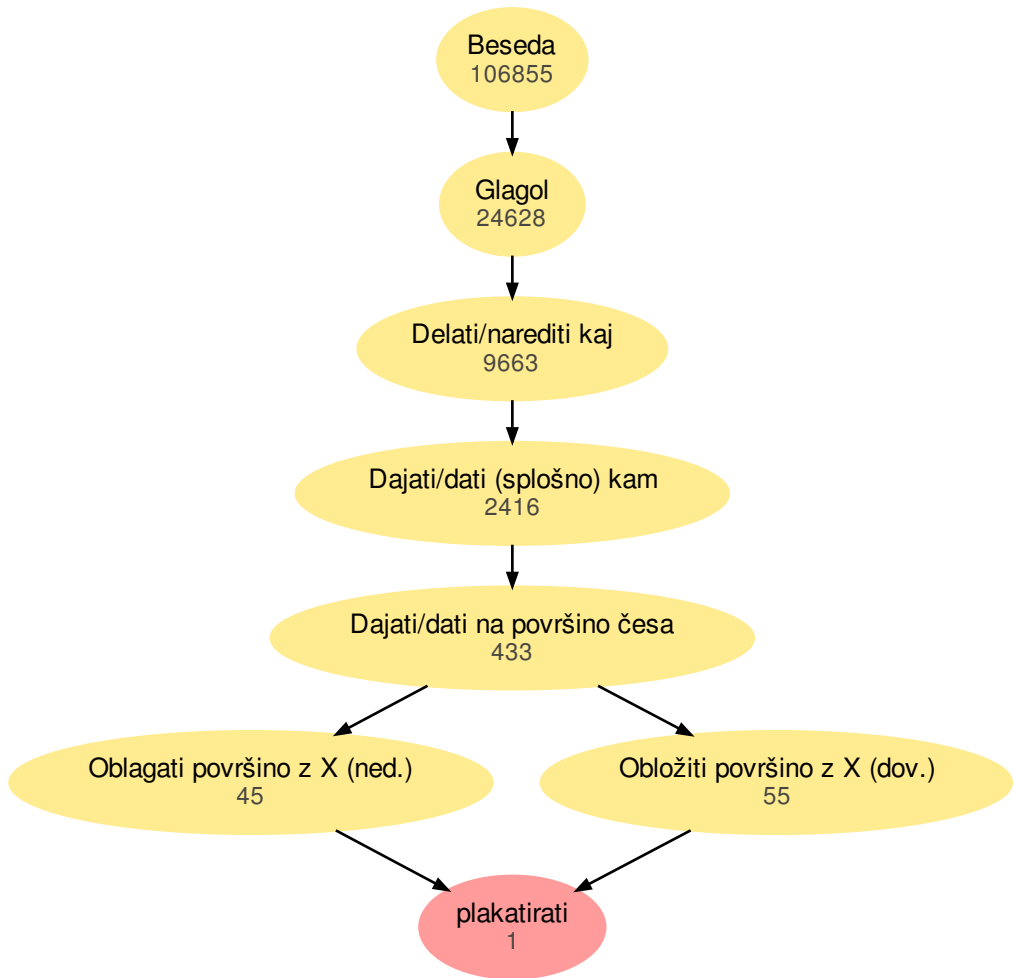 Beseda
106855
Glagol
24628
Delati/narediti kaj
9663
Dajati/dati (splošno) kam
2416
Dajati/dati na površino česa
433
Oblagati površino z X (ned.)
45
Obložiti površino z X (dov.)
55
plakatirati
1